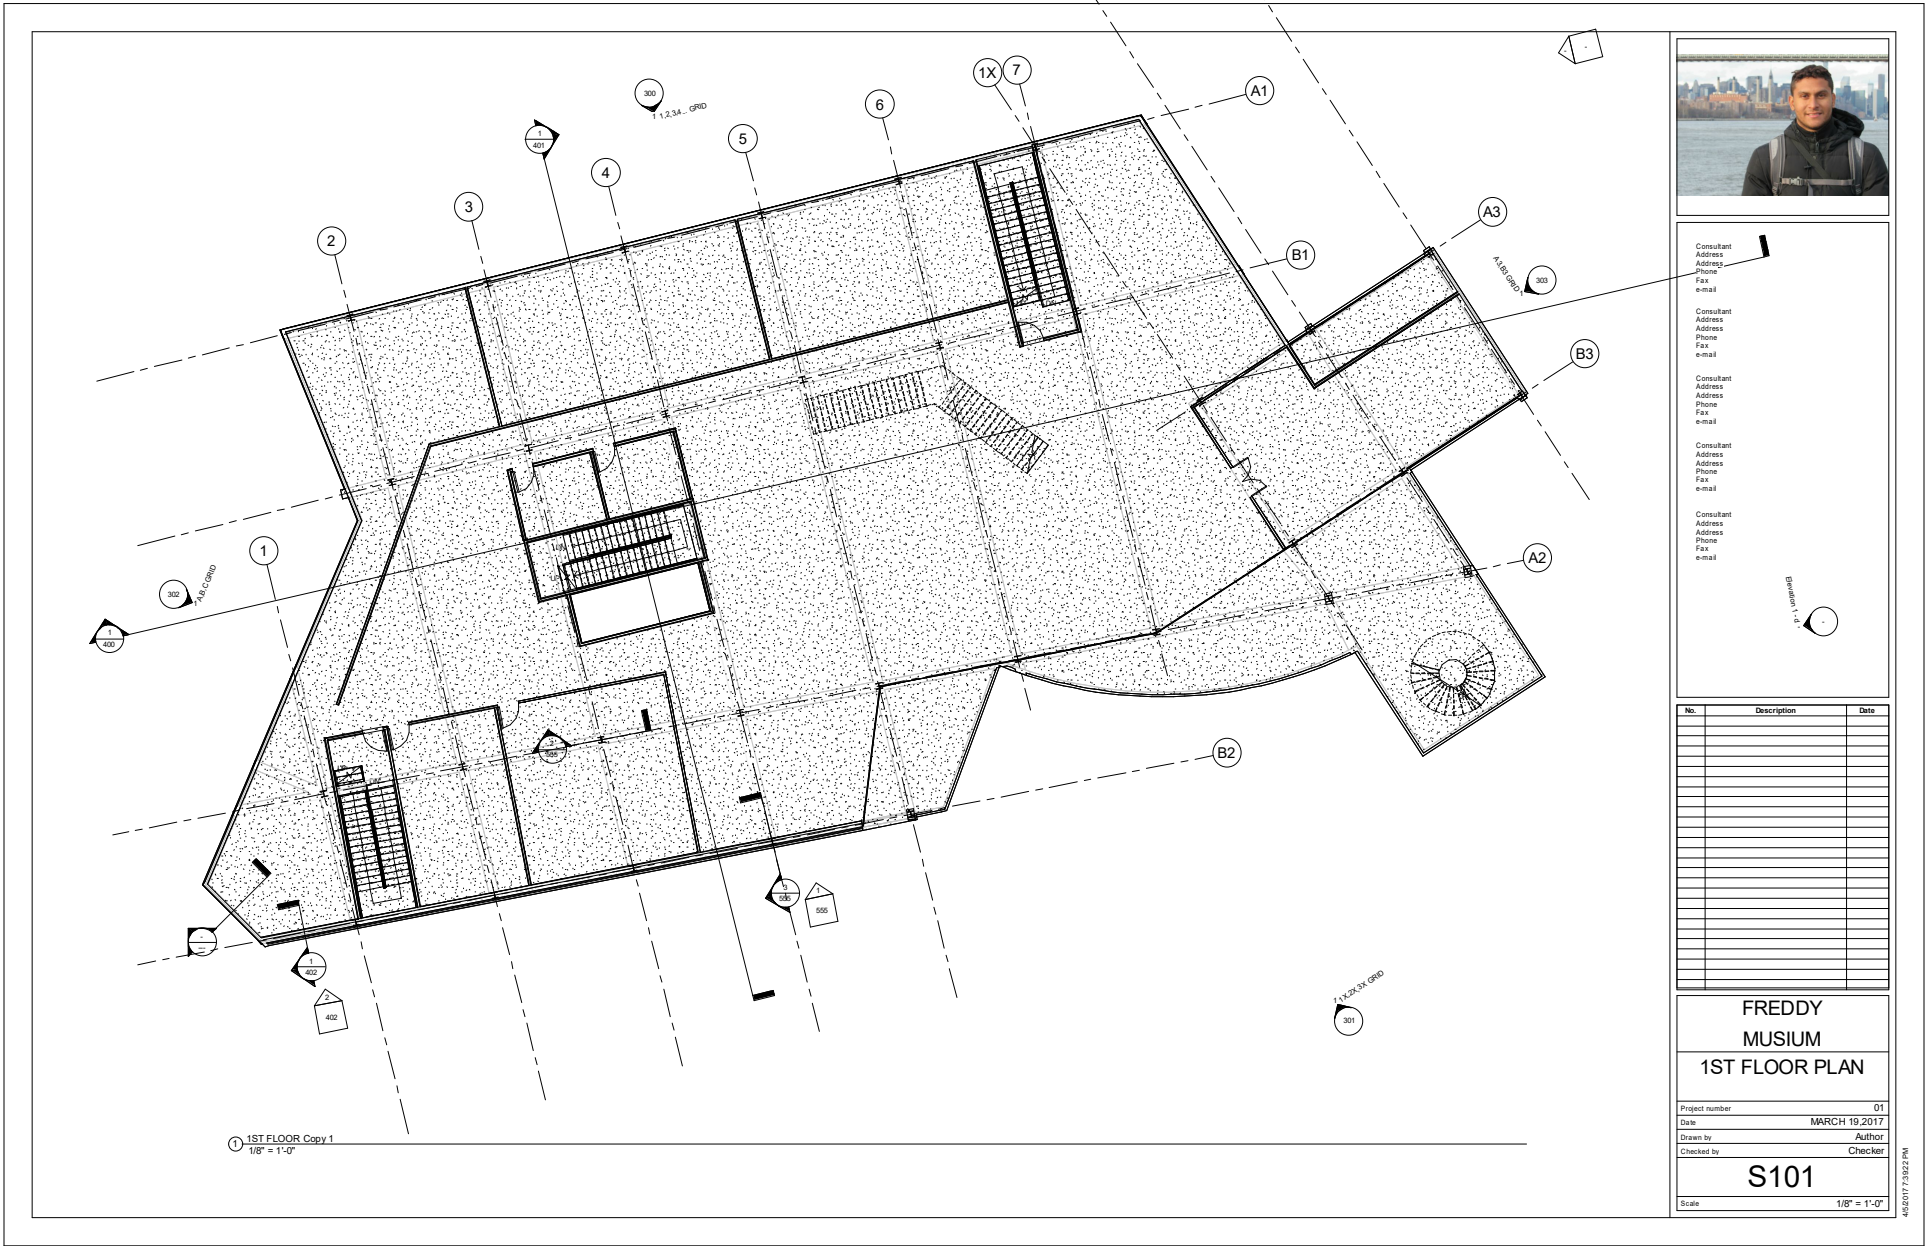 300
1 1,2,3,4... GRID
1
401
1X
7
A1
6
5
4
3
2
A3
B1
A3,B3 GRID 1
303
B3
1
302
1 A,B,C GRID
1
400
A2
B2
UP
3
555
1
555
1
402
2
402
1 1X,2X,3X GRID
301
1
1ST FLOOR Copy 1
1/8" = 1'-0"
Consultant
Address
Address
Phone
Fax
e-mail
Consultant
Address
Address
Phone
Fax
e-mail
Consultant
Address
Address
Phone
Fax
e-mail
Consultant
Address
Address
Phone
Fax
e-mail
Consultant
Address
Address
Phone
Fax
e-mail
Elevation 1 - d
No. Description Date
FREDDY
MUSIUM
1ST FLOOR PLAN
Project number 01
Date MARCH 19,2017
Drawn by Author
Checked by Checker
S101
Scale 1/8" = 1'-0"
4/5/2017 7:39:22 PM